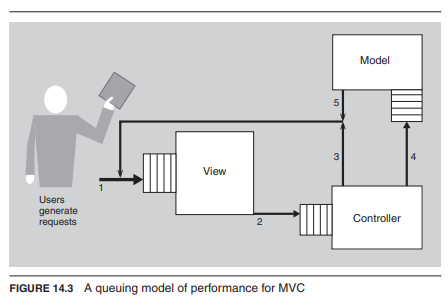 Model
5
View
1
3
4
Users
generate
requests
2
Controller
FIGURE 14.3 A queuing model of performance for MVC